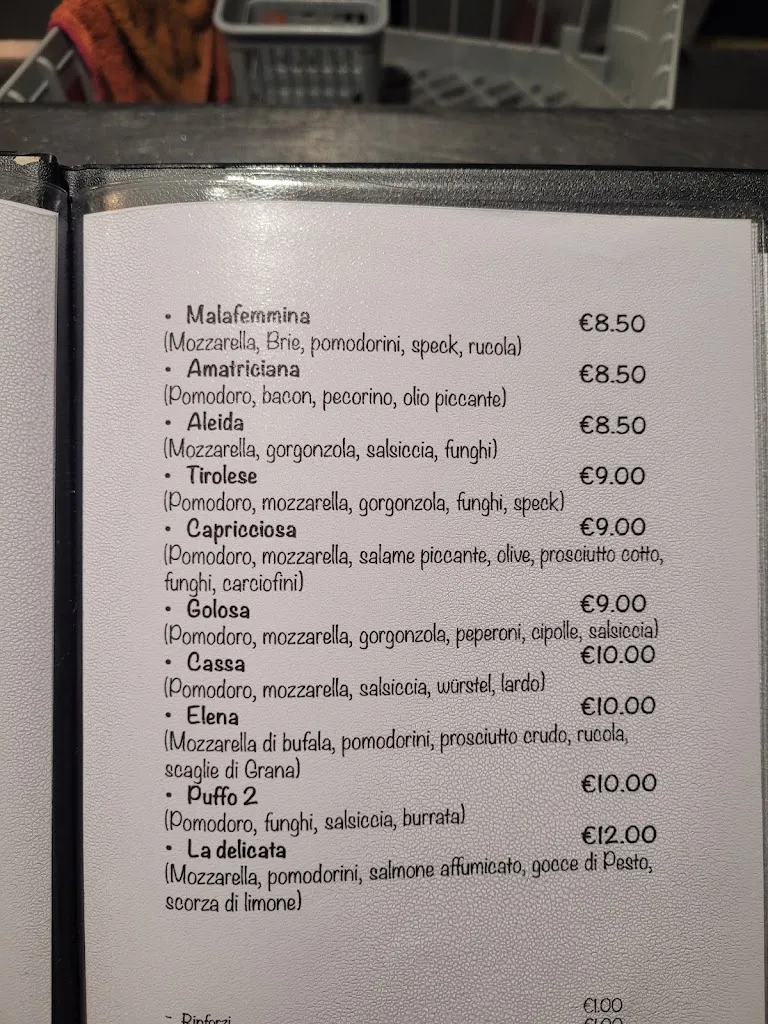 • Malafemmina €8.50
(Mozzarella, Brie, pomodorini, speck, rucola)
• Amatriciana €8.50
(Pomodoro, bacon, pecorino, olio piccante)
• Aleida €8.50
(Mozzarella, gorgonzola, salsiccia, funghi)
• Tirolese €9.00
(Pomodoro, mozzarella, gorgonzola, funghi, speck)
• Capricciosa €9.00
(Pomodoro, mozzarella, salame piccante, olive, prosciutto cotto,
funghi, carciofini)
• Golosa €9.00
(Pomodoro, mozzarella, gorgonzola, peperoni, cipolle, salsiccia)
• Cassa €10.00
(Pomodoro, mozzarella, salsiccia, würstel, lardo)
• Elena €10.00
(Mozzarella di bufala, pomodorini, prosciutto crudo, rucola,
scaglie di Grana)
• Puffo 2 €10.00
(Pomodoro, funghi, salsiccia, burrata)
• La delicata €12.00
(Mozzarella, pomodorini, salmone affumicato, gocce di Pesto,
scorza di limone)
€1.00
- Rinforzi €1.00